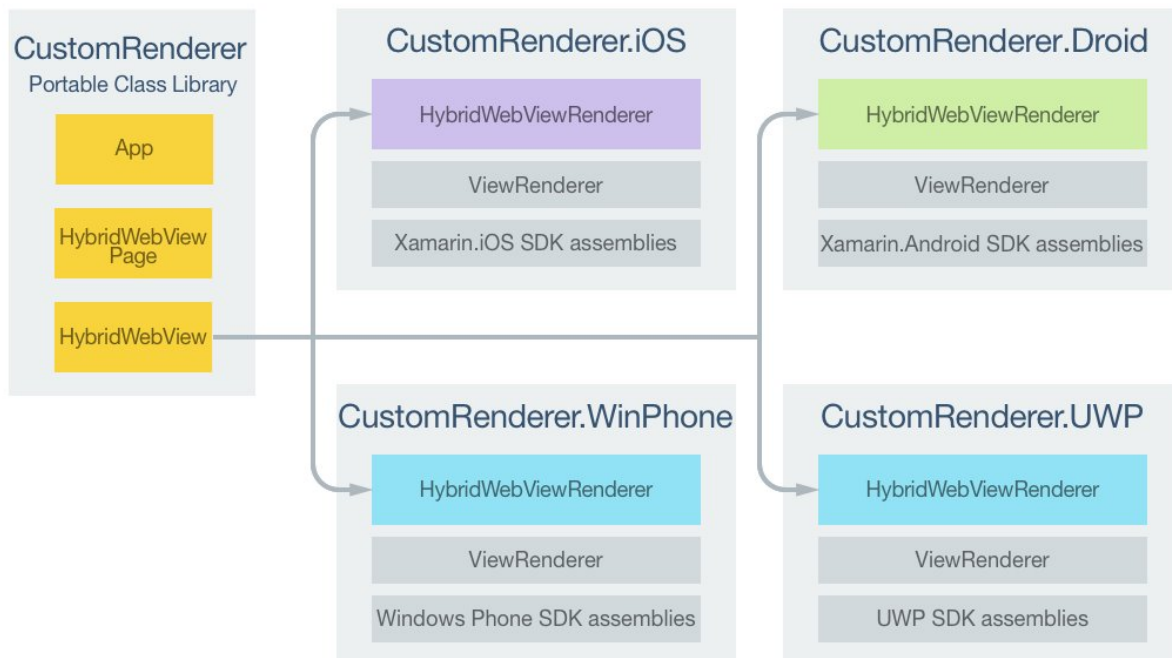 CustomRenderer
Portable Class Library
App
HybridWebView
Page
HybridWebView
CustomRenderer.iOS
HybridWebViewRenderer
ViewRenderer
Xamarin.iOS SDK assemblies
CustomRenderer.Droid
HybridWebViewRenderer
ViewRenderer
Xamarin.Android SDK assemblies
CustomRenderer.WinPhone
HybridWebViewRenderer
ViewRenderer
Windows Phone SDK assemblies
CustomRenderer.UWP
HybridWebViewRenderer
ViewRenderer
UWP SDK assemblies